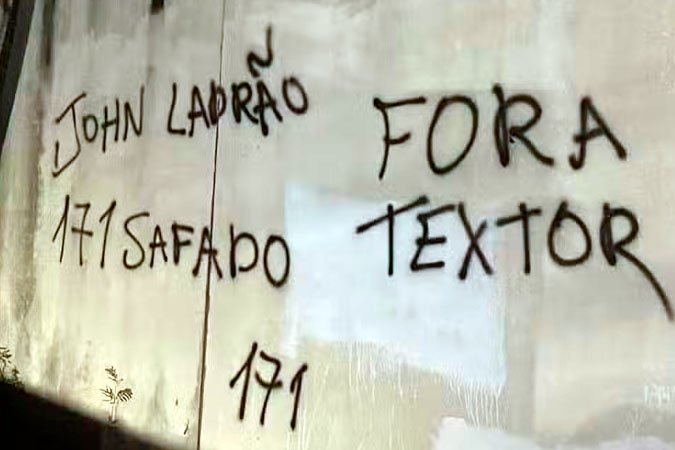 JOHN LADRÃO
171 SAFADO
171
FORA
TEXTOR